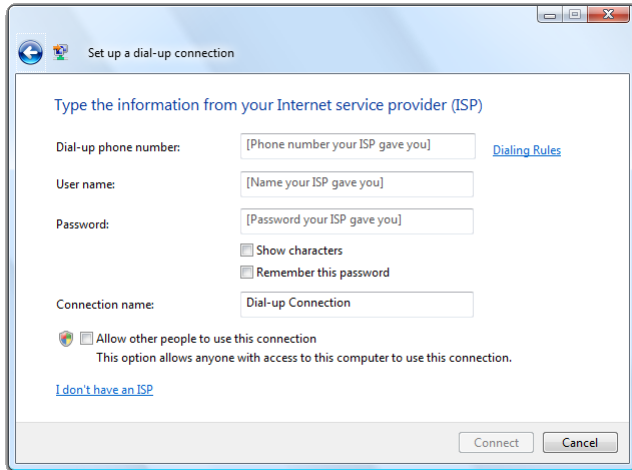 Set up a dial-up connection
Type the information from your Internet service provider (ISP)
Dial-up phone number: [Phone number your ISP gave you] Dialing Rules
User name: [Name your ISP gave you]
Password: [Password your ISP gave you]
Show characters
Remember this password
Connection name: Dial-up Connection
Allow other people to use this connection
This option allows anyone with access to this computer to use this connection.
I don't have an ISP
Connect Cancel